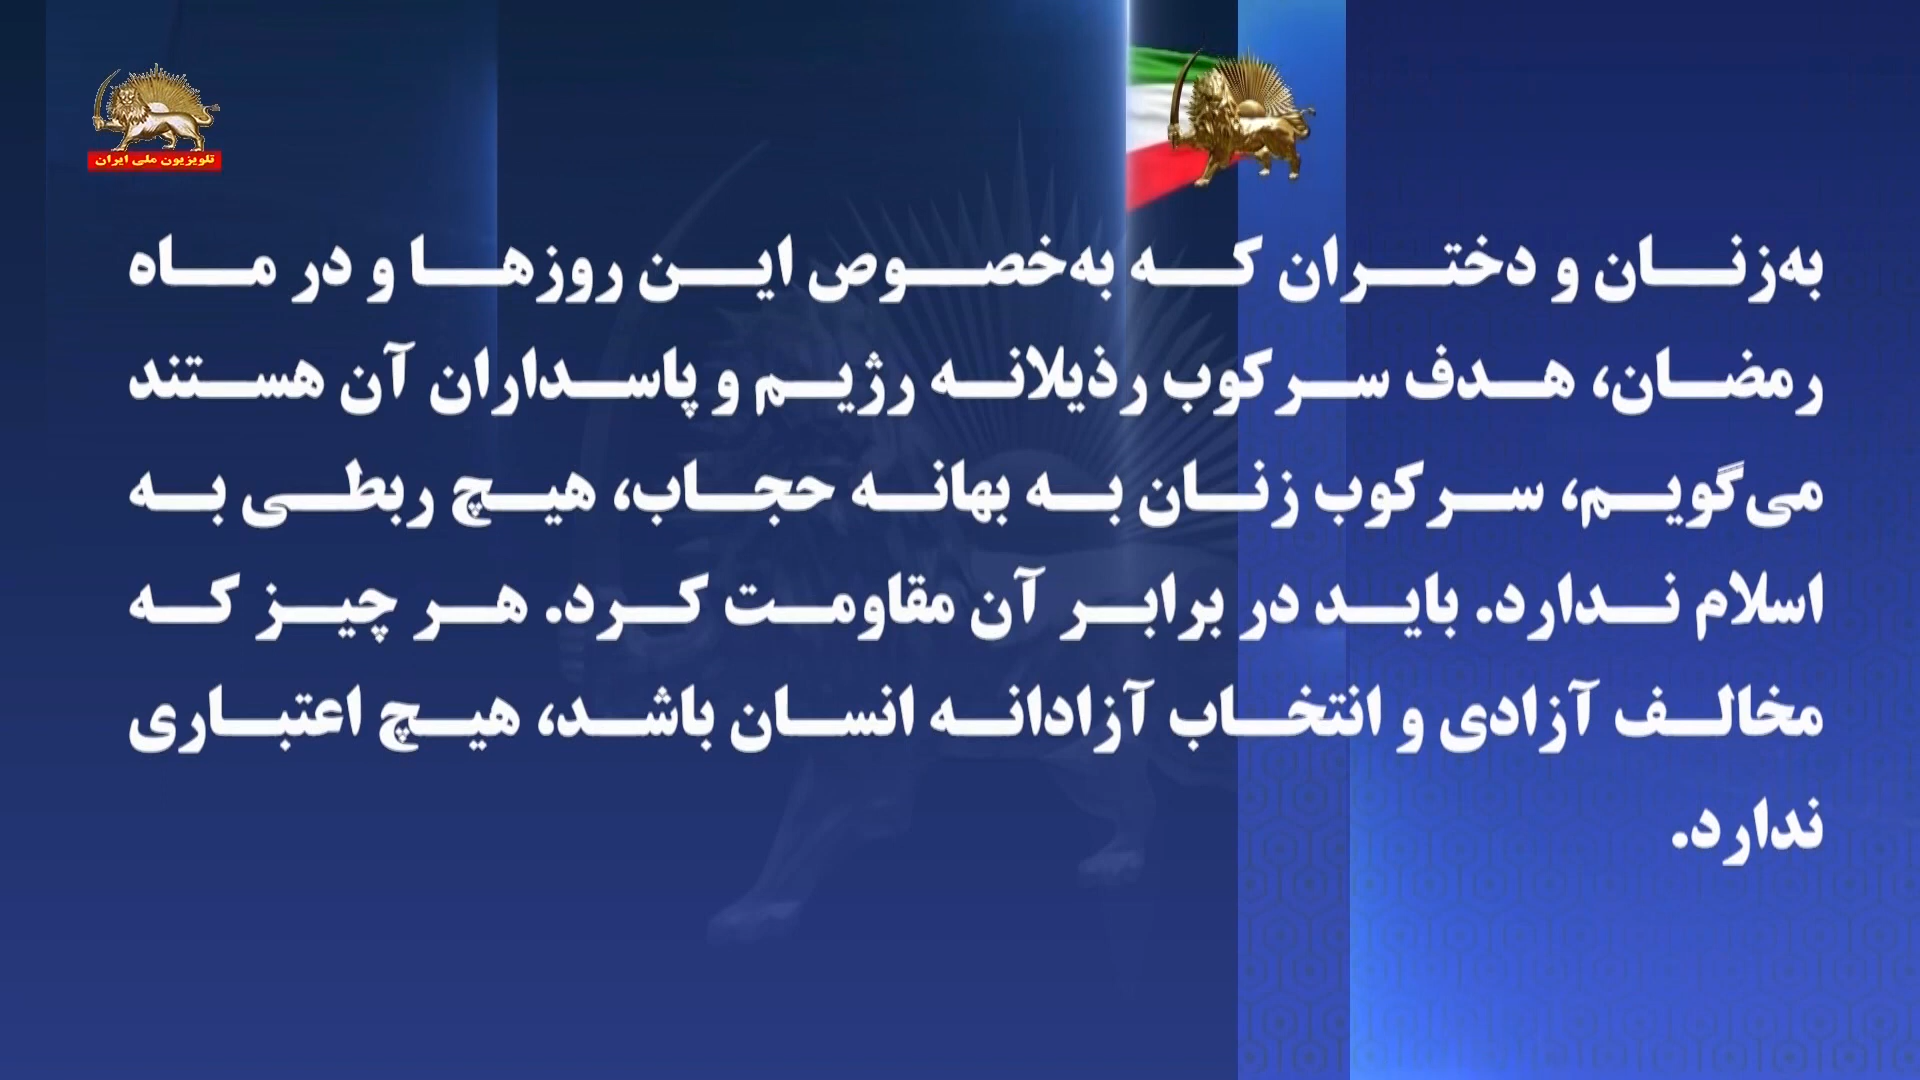 تلویزیون ملی ایران
به‌زنان و دختران که به‌خصوص این روزها و در ماه
رمضان، هدف سرکوب رذیلانه رژیم و پاسداران آن هستند
می‌گویم، سرکوب زنان به بهانه حجاب، هیچ ربطی به
اسلام ندارد. باید در برابر آن مقاومت کرد. هر چیز که
مخالف آزادی و انتخاب آزادانه انسان باشد، هیچ اعتباری
ندارد.